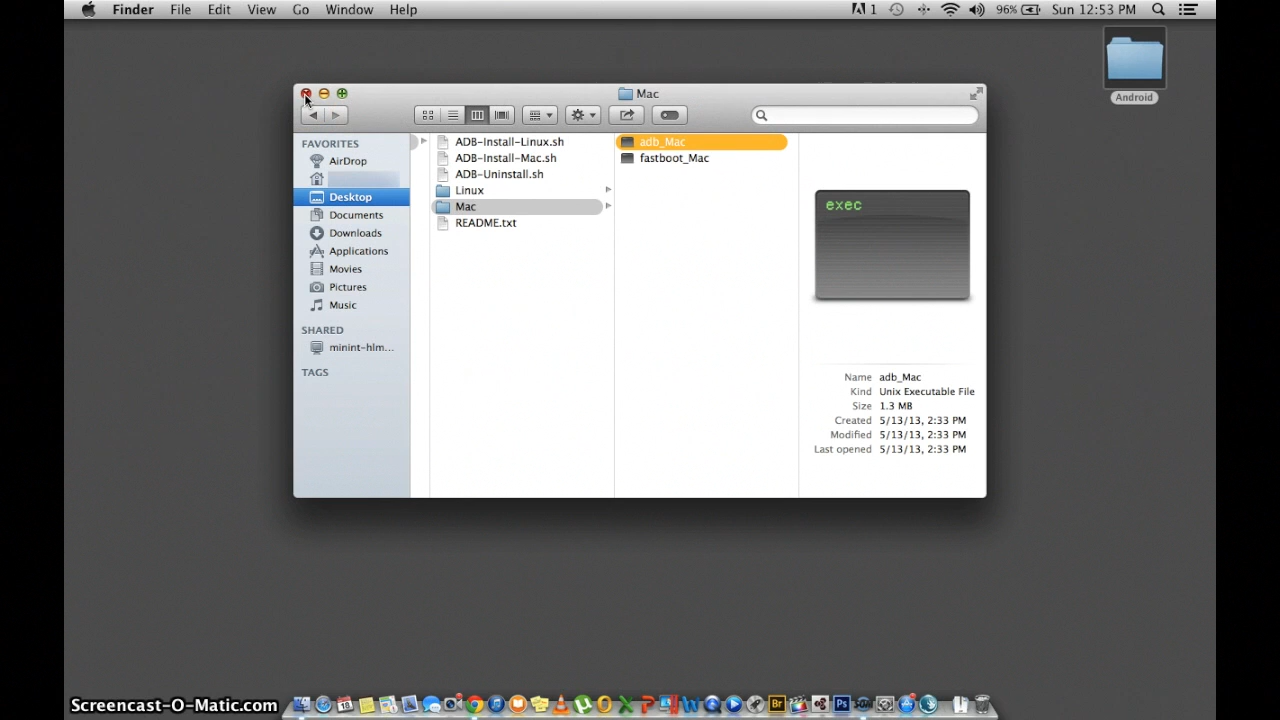 Finder File Edit View Go Window Help
1 96% Sun 12:53 PM
Android
Mac
FAVORITES
AirDrop
Desktop
Documents
Downloads
Applications
Movies
Pictures
Music
SHARED
minint-hlm...
TAGS
ADB-Install-Linux.sh
ADB-Install-Mac.sh
ADB-Uninstall.sh
Linux
Mac
README.txt
adb_Mac
fastboot_Mac
exec
Name adb_Mac
Kind Unix Executable File
Size 1.3 MB
Created 5/13/13, 2:33 PM
Modified 5/13/13, 2:33 PM
Last opened 5/13/13, 2:33 PM
Screencast-O-Matic.com
18
Br
Ps